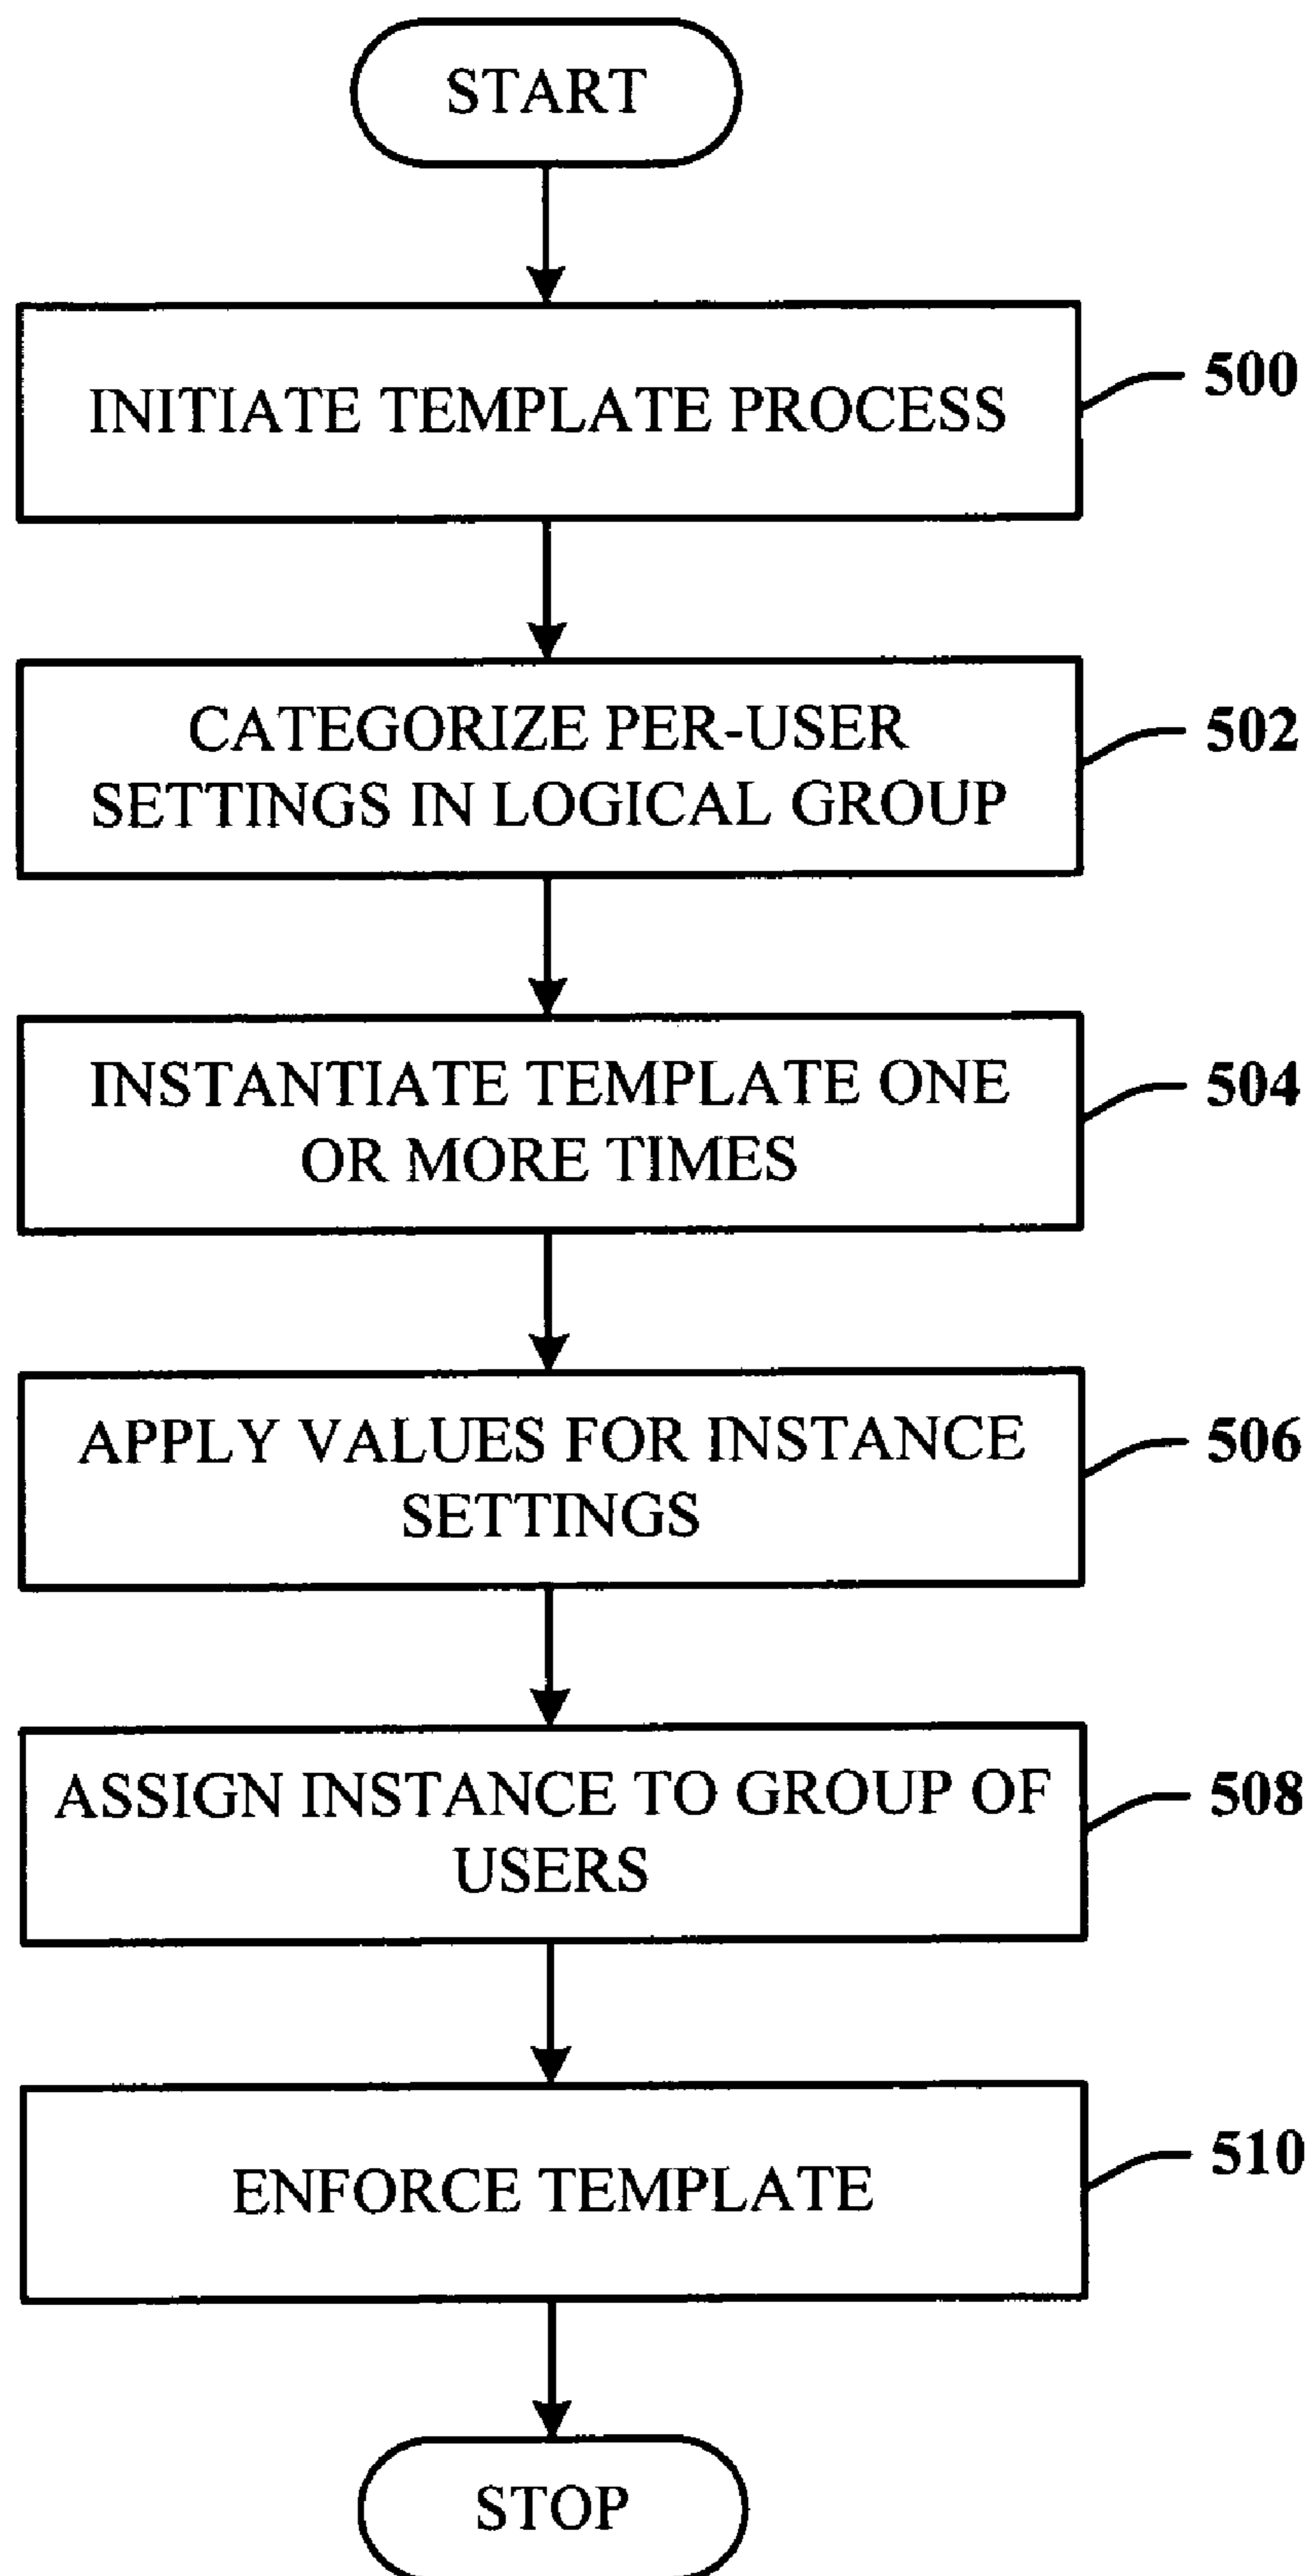 START
INITIATE TEMPLATE PROCESS
500
CATEGORIZE PER-USER
SETTINGS IN LOGICAL GROUP
502
INSTANTIATE TEMPLATE ONE
OR MORE TIMES
504
APPLY VALUES FOR INSTANCE
SETTINGS
506
ASSIGN INSTANCE TO GROUP OF
USERS
508
ENFORCE TEMPLATE
510
STOP